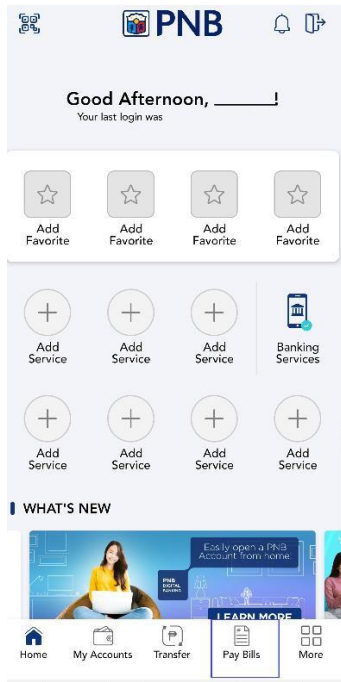 PNB
Good Afternoon, ______!
Your last login was
Add Add Add Add
Favorite Favorite Favorite Favorite
Add Add Add Banking
Service Service Service Services
Add Add Add Add
Service Service Service Service
WHAT'S NEW
Easily open a PNB
Account from home.
PNB
DIGITAL
BANKING
LEARN MORE
Home My Accounts Transfer Pay Bills More